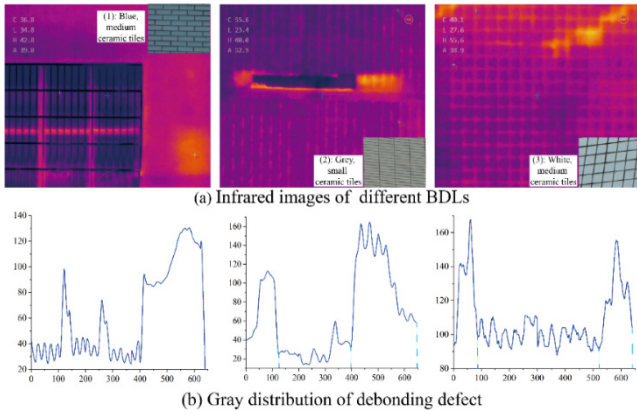 C 36.0
L 34.8
H 42.8
A 39.0
(1): Blue,
medium
ceramic tiles
C 55.6
L 23.4
H 40.0
A 32.9
(2): Grey,
small
ceramic tiles
C 40.1
L 27.6
H 55.6
A 38.9
(3): White,
medium
ceramic tiles
(a) Infrared images of different BDLs
140
120
100
80
60
40
20
0 100 200 300 400 500 600
160
140
120
100
80
60
40
20
0 100 200 300 400 500 600
160
140
120
100
80
0 100 200 300 400 500 600
(b) Gray distribution of debonding defect